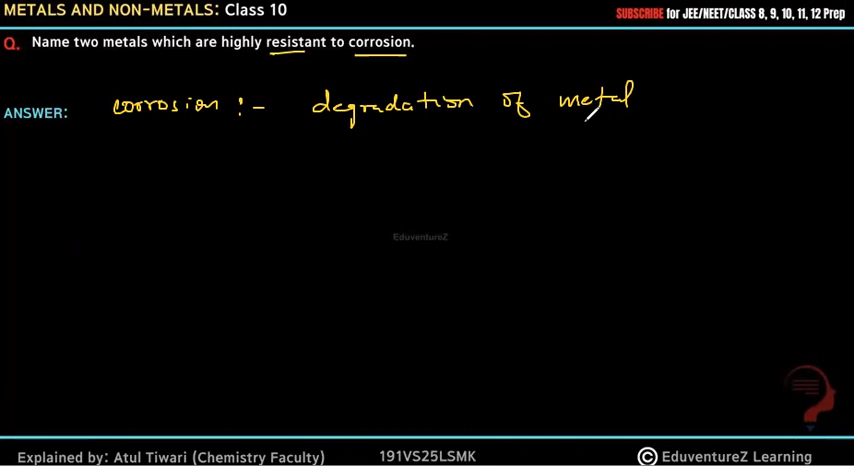 METALS AND NON-METALS: Class 10 SUBSCRIBE for JEE/NEET/CLASS 8, 9, 10, 11, 12 Prep
Q. Name two metals which are highly resistant to corrosion.
ANSWER: corrosion :- degradation of metal
EduventureZ
Explained by: Atul Tiwari (Chemistry Faculty) 191VS25LSMK © EduventureZ Learning